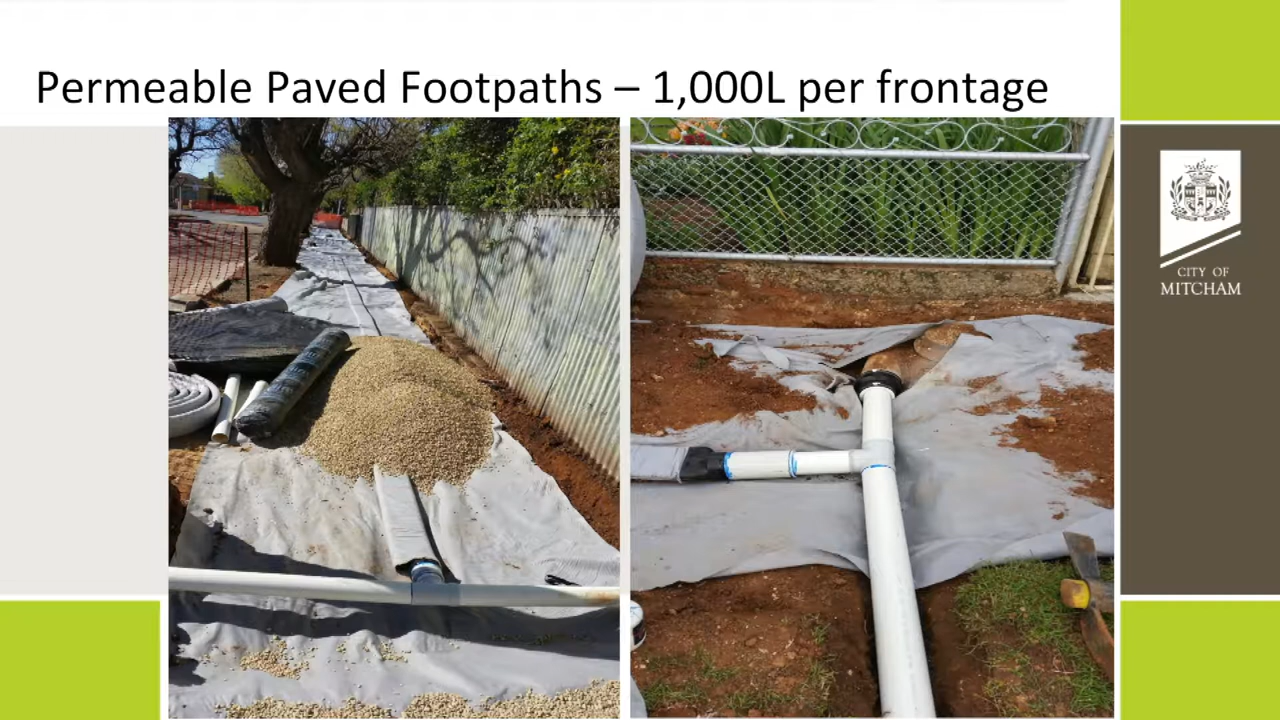 Permeable Paved Footpaths – 1,000L per frontage
CITY OF
MITCHAM